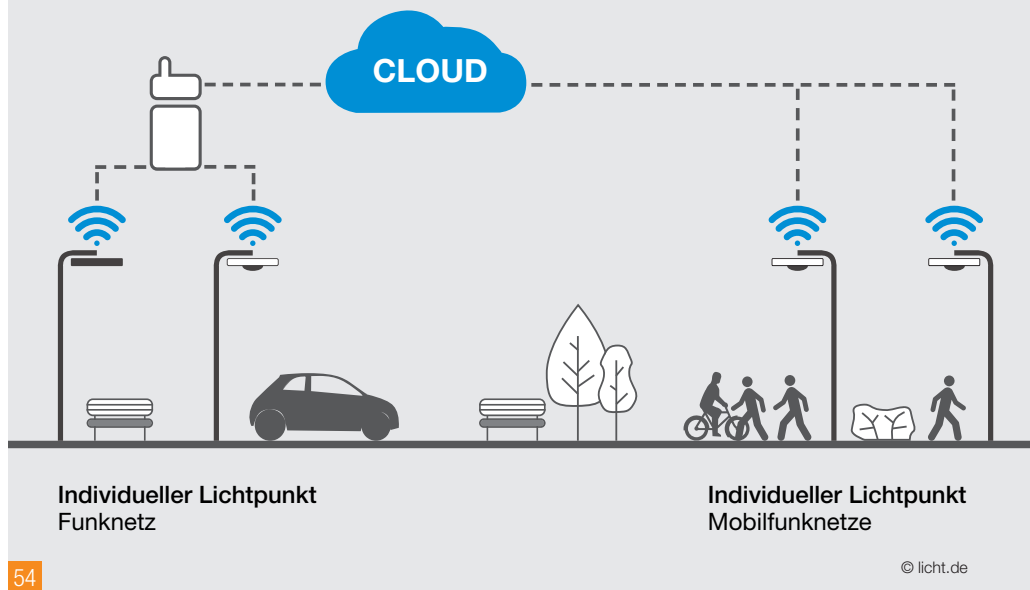 CLOUD
Individueller Lichtpunkt
Funknetz
Individueller Lichtpunkt
Mobilfunknetze
54
© licht.de